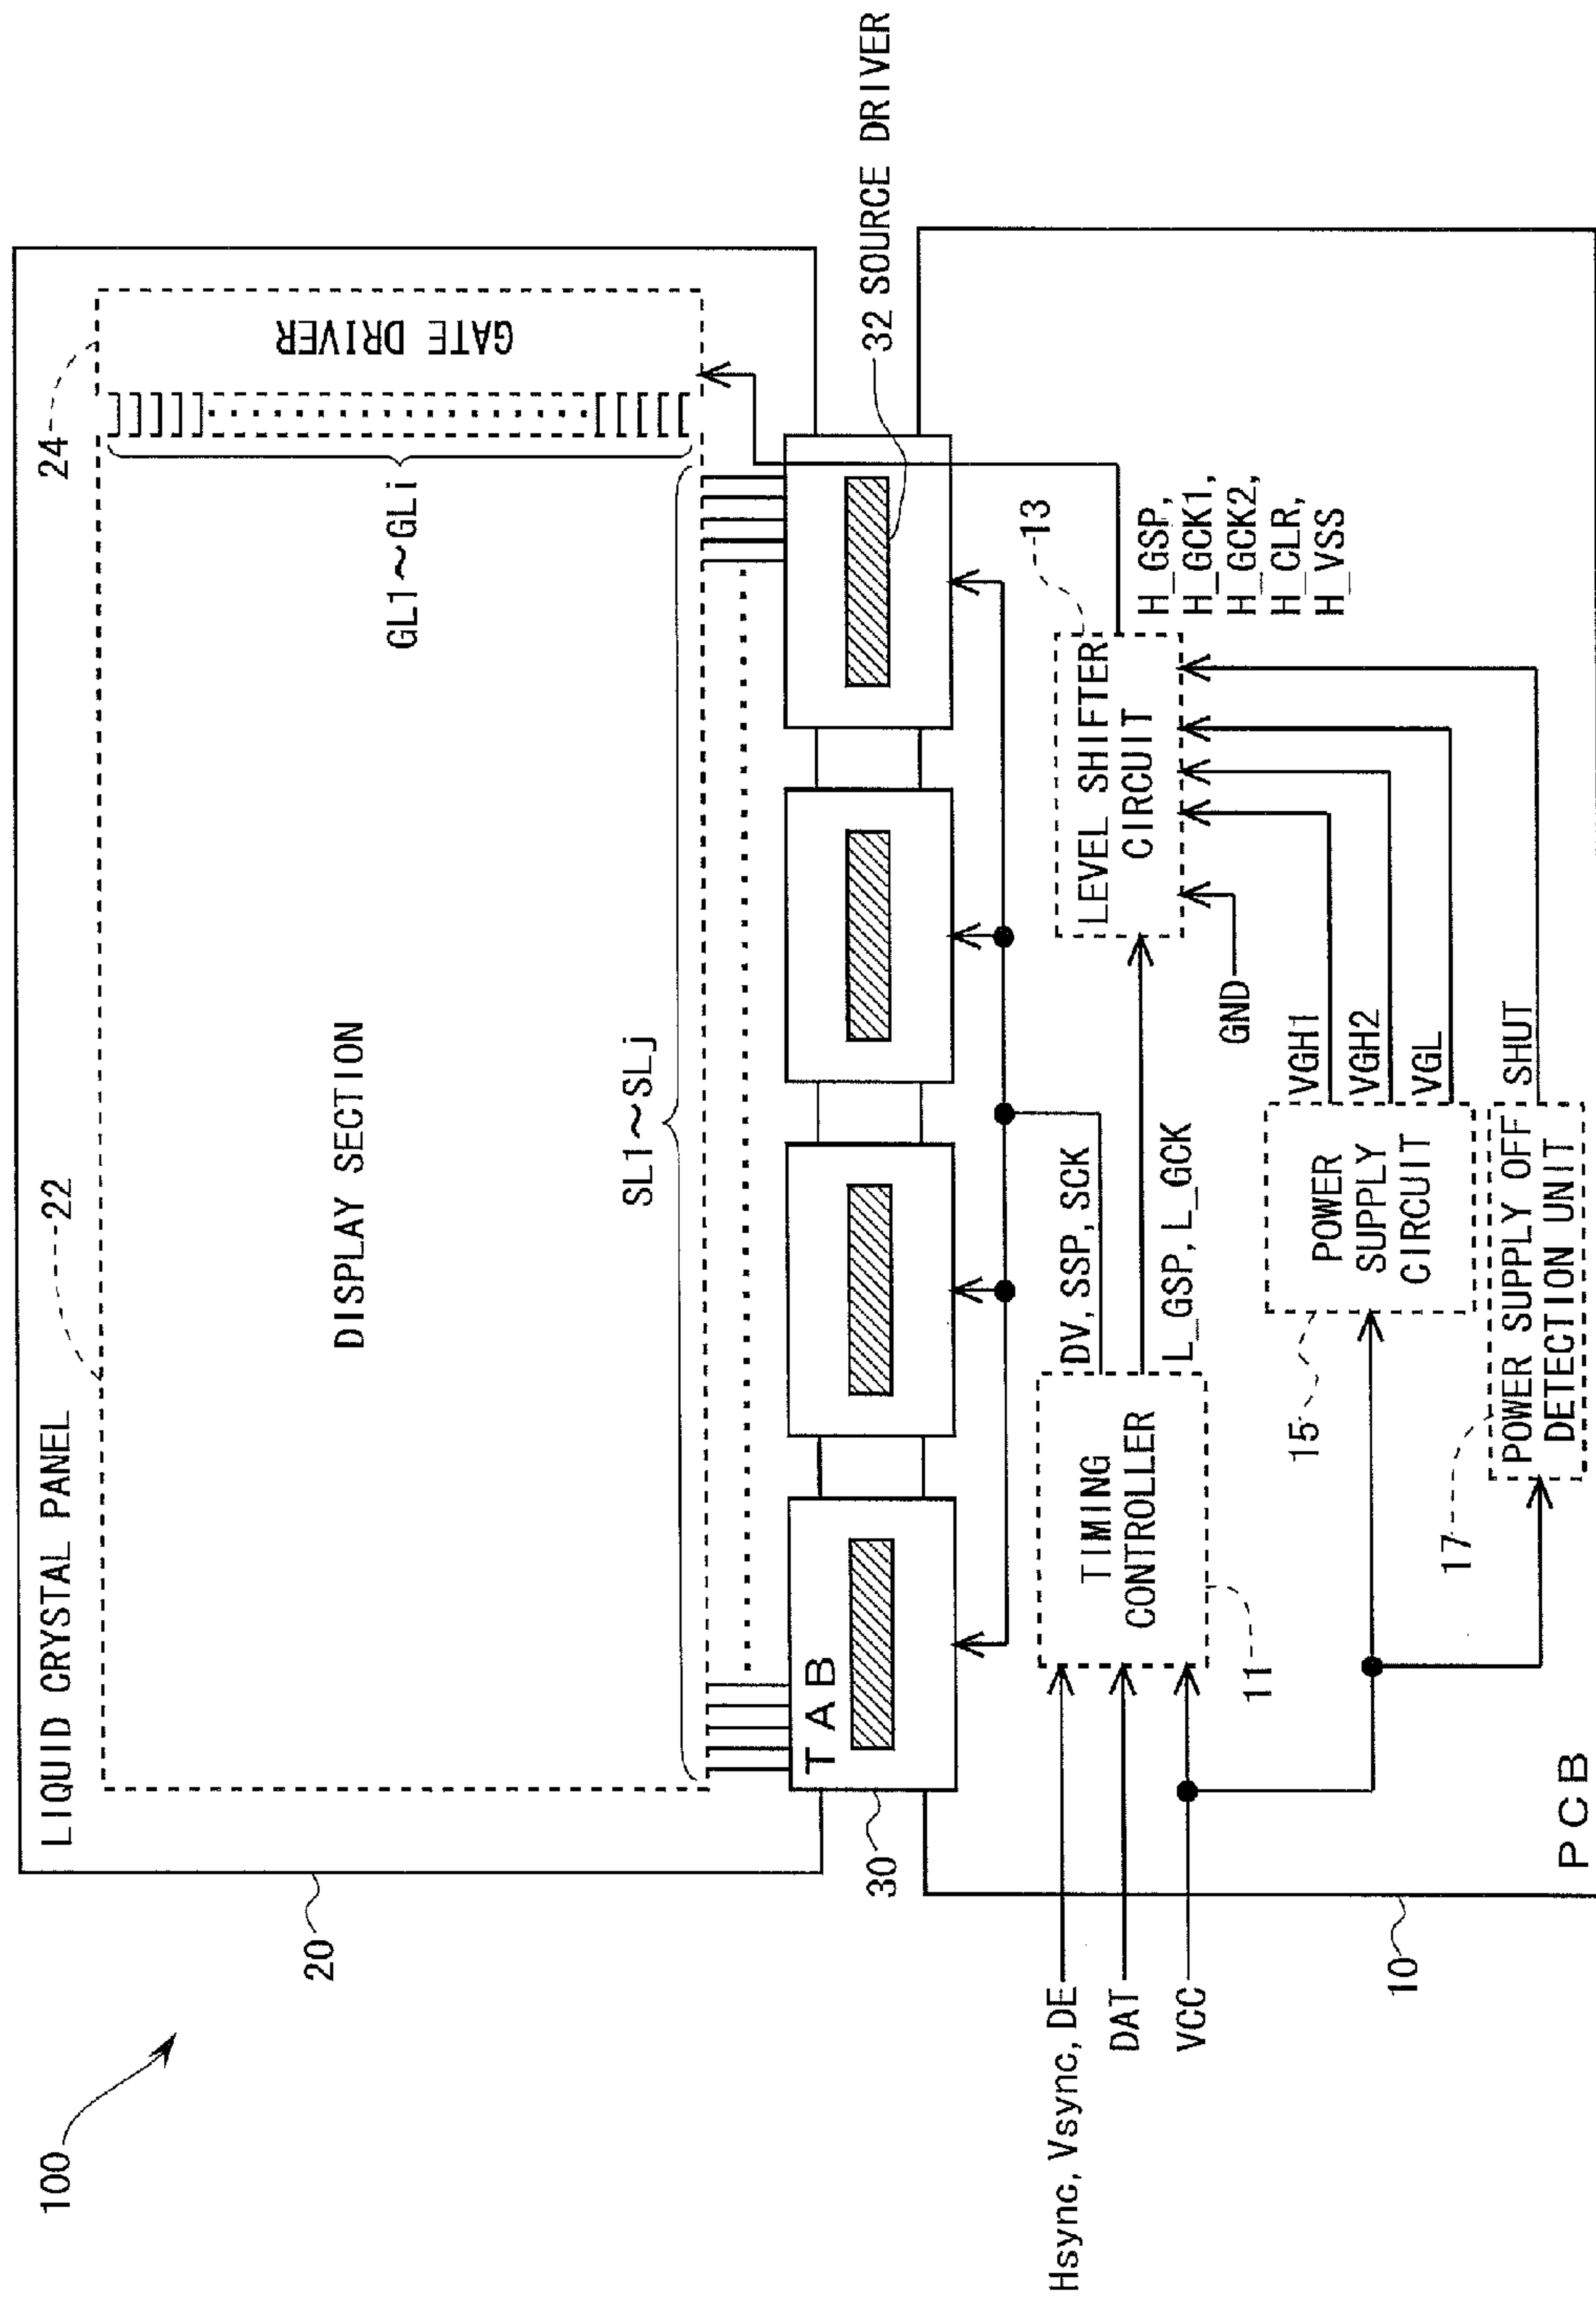 100
20
LIQUID CRYSTAL PANEL
22
24
DISPLAY SECTION
GATE DRIVER
GL1~GLi
SL1~SLj
TAB
30
32 SOURCE DRIVER
Hsync, Vsync, DE
DAT
VCC
TIMING
CONTROLLER
11
DV, SSP, SCK
L_GSP, L_GCK
LEVEL SHIFTER
CIRCUIT
13
H_GSP,
H_GCK1,
H_GCK2,
H_CLR,
H_VSS
GND
15
POWER
SUPPLY
CIRCUIT
VGH1
VGH2
VGL
17
POWER SUPPLY OFF
DETECTION UNIT
SHUT
10
PCB